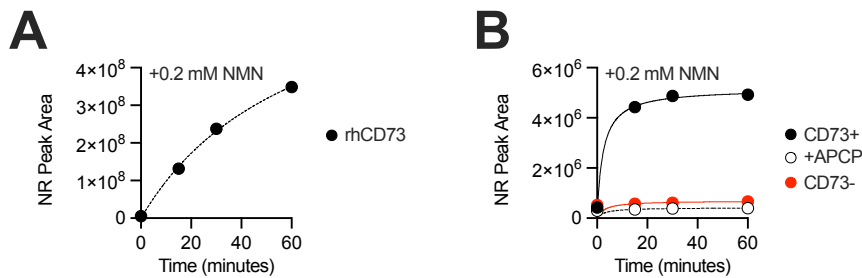 A
+0.2 mM NMN
NR Peak Area
4×10⁸
3×10⁸
2×10⁸
1×10⁸
0
0 20 40 60
Time (minutes)
rhCD73
B
+0.2 mM NMN
NR Peak Area
6×10⁶
4×10⁶
2×10⁶
0
0 20 40 60
Time (minutes)
CD73+
+APCP
CD73-